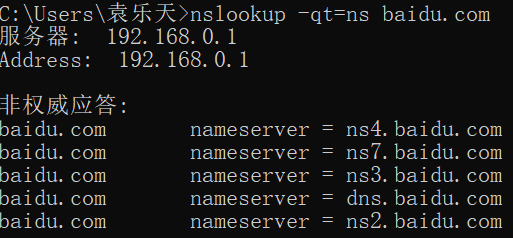 C:\Users\袁乐天>nslookup -qt=ns baidu.com
服务器:  192.168.0.1
Address:  192.168.0.1

非权威应答:
baidu.com       nameserver = ns4.baidu.com
baidu.com       nameserver = ns7.baidu.com
baidu.com       nameserver = ns3.baidu.com
baidu.com       nameserver = dns.baidu.com
baidu.com       nameserver = ns2.baidu.com